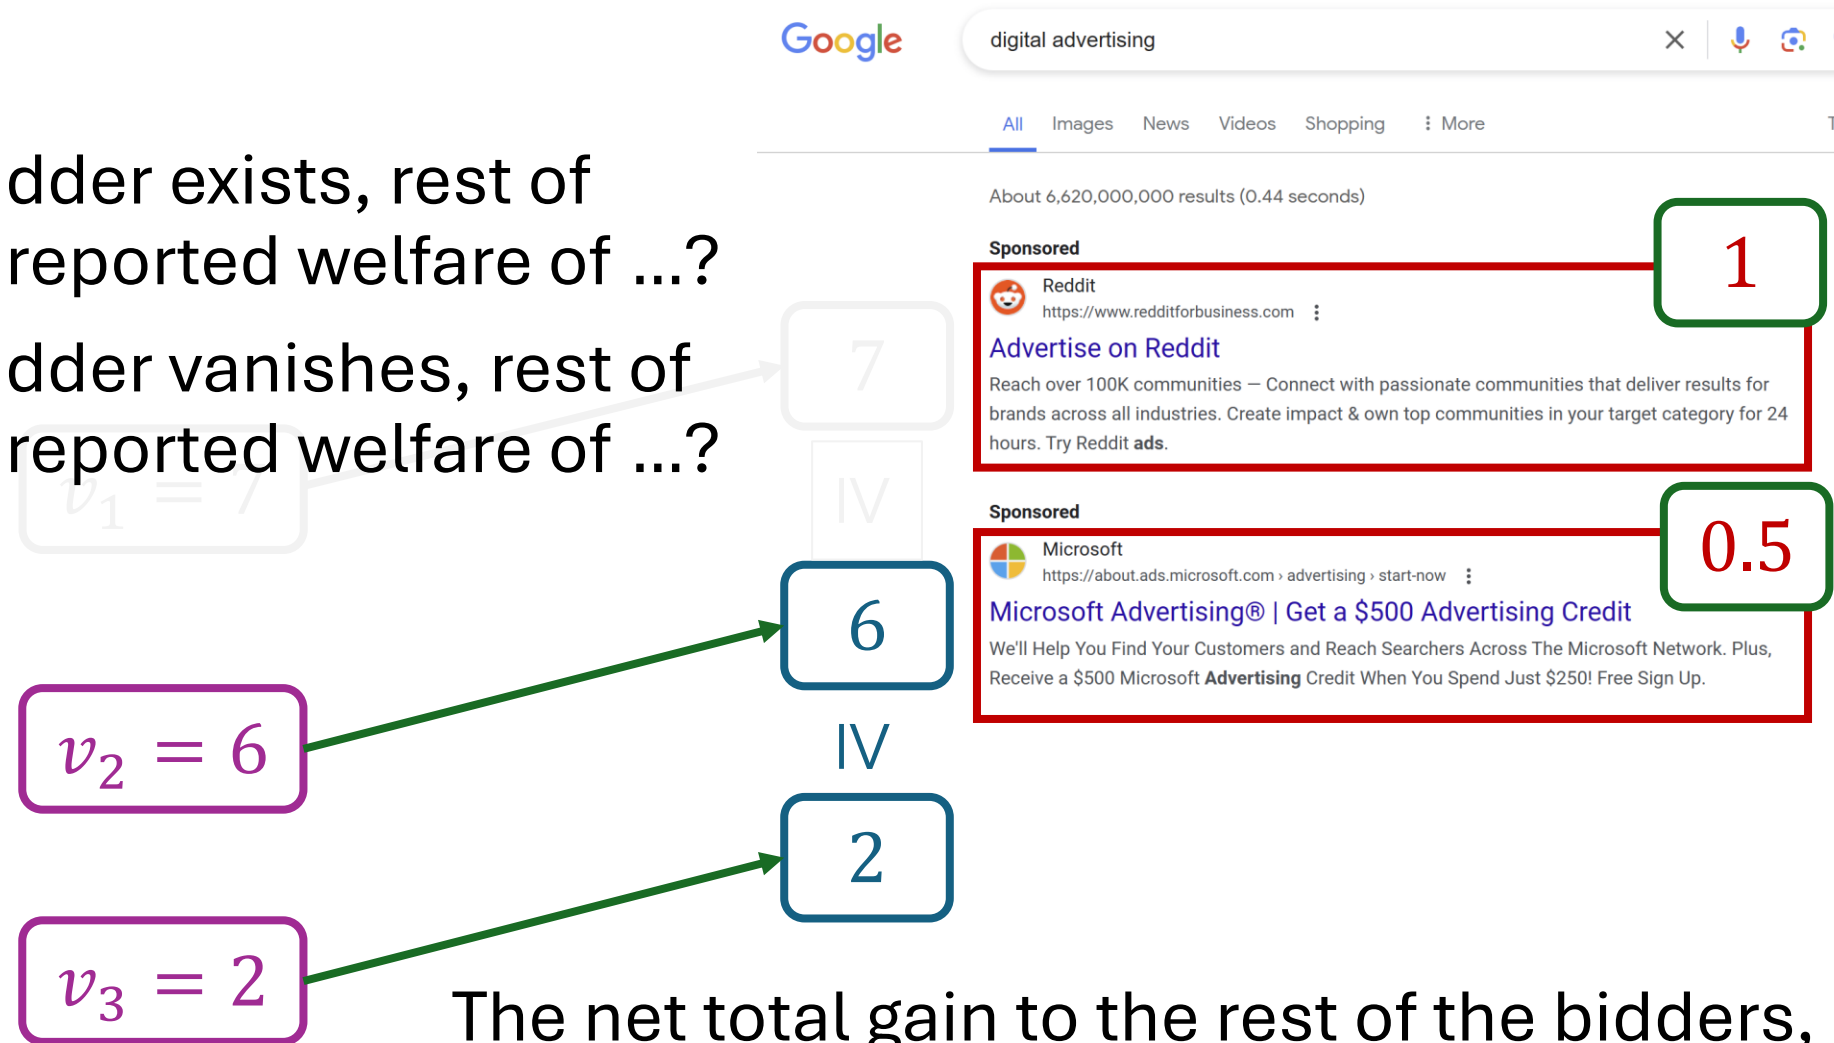 Google
digital advertising
All Images News Videos Shopping More
About 6,620,000,000 results (0.44 seconds)
dder exists, rest of
reported welfare of ...?
dder vanishes, rest of
reported welfare of ...?
v₁ = 7
7
IV
v₂ = 6
6
IV
v₃ = 2
2
Sponsored
1
Reddit
https://www.redditforbusiness.com
Advertise on Reddit
Reach over 100K communities — Connect with passionate communities that deliver results for
brands across all industries. Create impact & own top communities in your target category for 24
hours. Try Reddit ads.
Sponsored
0.5
Microsoft
https://about.ads.microsoft.com › advertising › start-now
Microsoft Advertising® | Get a $500 Advertising Credit
We'll Help You Find Your Customers and Reach Searchers Across The Microsoft Network. Plus,
Receive a $500 Microsoft Advertising Credit When You Spend Just $250! Free Sign Up.
The net total gain to the rest of the bidders,